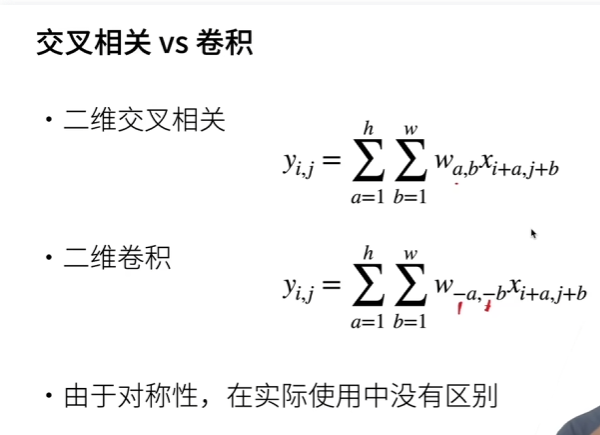 交叉相关 vs 卷积
• 二维交叉相关
y_{i,j} = \sum_{a=1}^{h} \sum_{b=1}^{w} w_{a,b} x_{i+a,j+b}
• 二维卷积
y_{i,j} = \sum_{a=1}^{h} \sum_{b=1}^{w} w_{-a,-b} x_{i+a,j+b}
• 由于对称性，在实际使用中没有区别